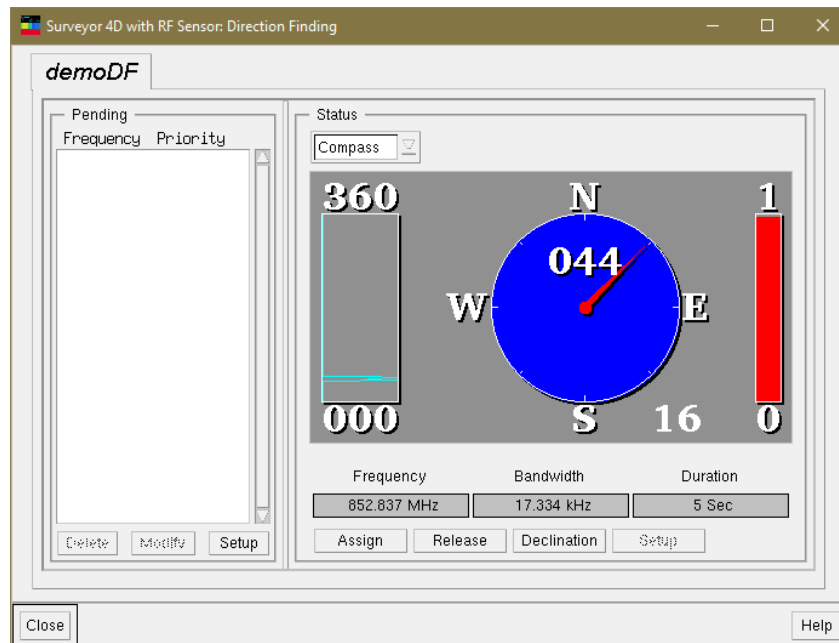 Surveyor 4D with RF Sensor: Direction Finding
demoDF
Pending
Frequency Priority
Delete Modify Setup
Status
Compass
360 N 1
044
W E
000 S 16 0
Frequency Bandwidth Duration
852.837 MHz 17.334 kHz 5 Sec
Assign Release Declination Setup
Close Help